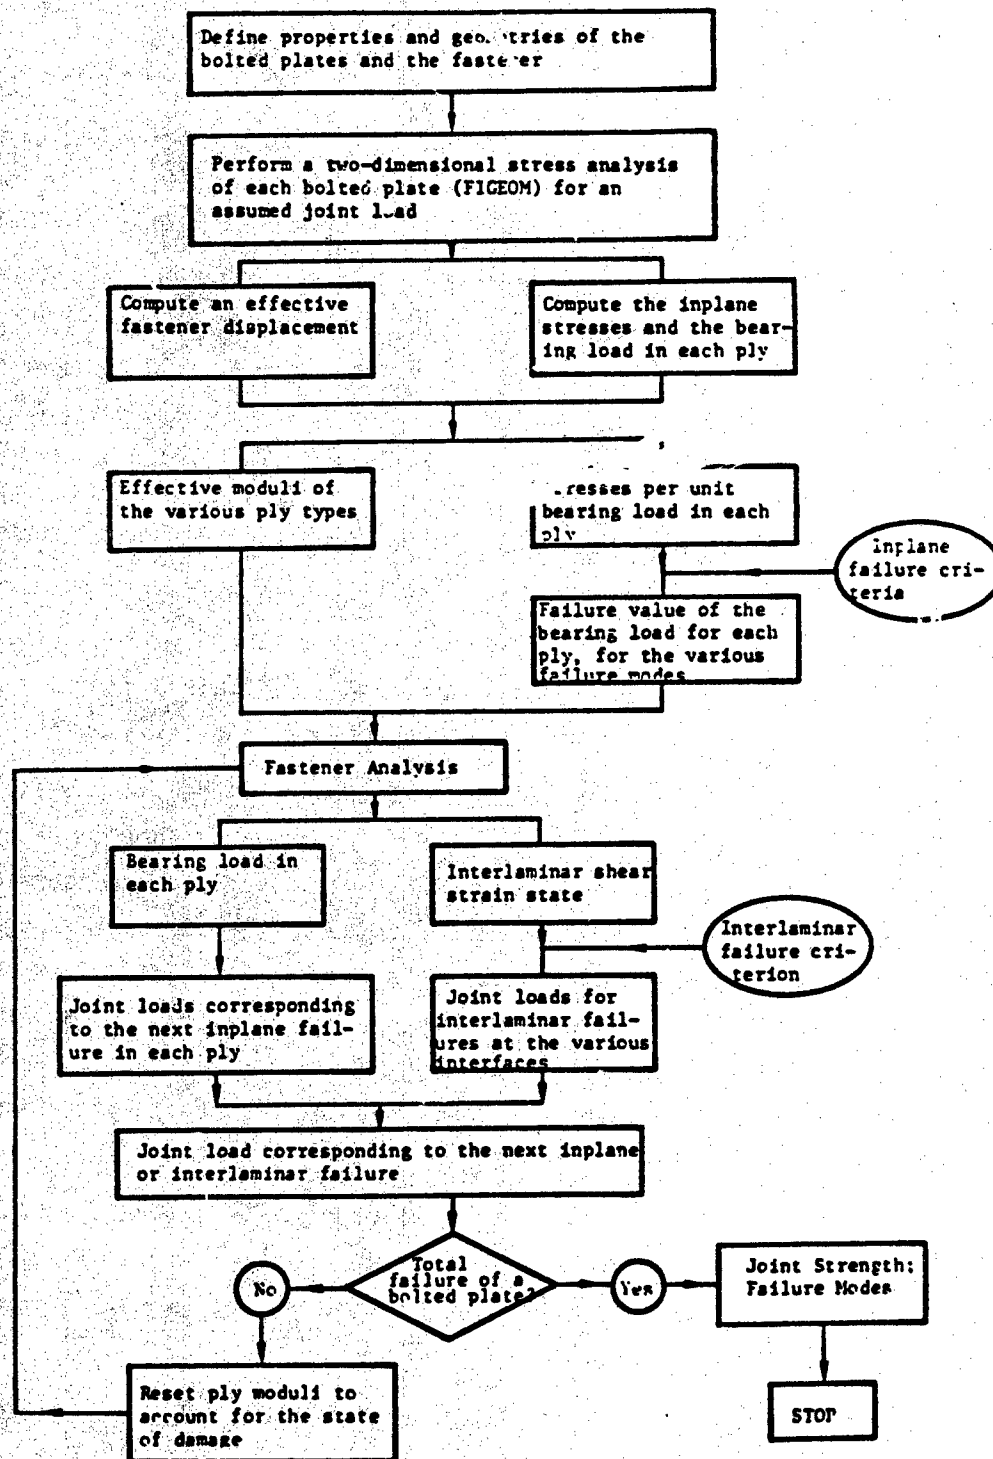 Define properties and of the
bolted plates and the fastener
Perform a two-dimensional stress analysis
of each bolted plate (FIGEOM) for an
assumed joint load
Compute an effective
fastener displacement
Compute the inplane
stresses and the bear-
ing load in each ply
Effective moduli of
the various ply types
per unit
bearing load in each
ply
Inplane
failure cri-
teria
Failure value of the
bearing load for each
ply, for the various
failure modes
Fastener Analysis
Bearing load in
each ply
Interlaminar shear
strain state
Interlaminar
failure cri-
terion
Joint loads corresponding
to the next inplane fail-
ure in each ply
Joint loads for
interlaminar fail-
ures at the various
interfaces
Joint load corresponding to the next inplane
or interlaminar failure
Total
failure of a
bolted plate?
No
Yes
Joint Strength;
Failure Modes
Reset ply moduli to
account for the state
of damage
STOP